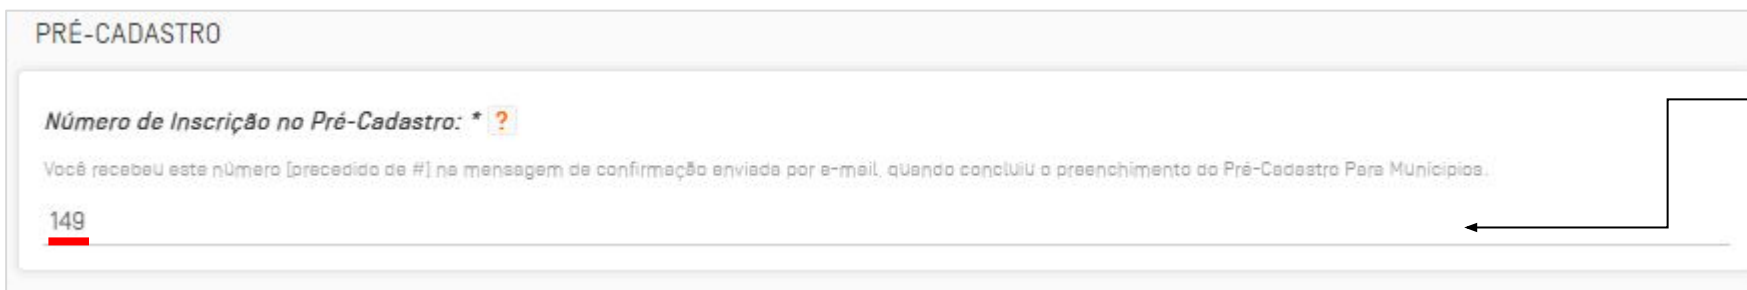 PRÉ-CADASTRO
Número de Inscrição no Pré-Cadastro: * ?
Você recebeu este número [precedido de #] na mensagem de confirmação enviada por e-mail, quando concluiu o preenchimento do Pré-Cadastro Para Municípios.
149